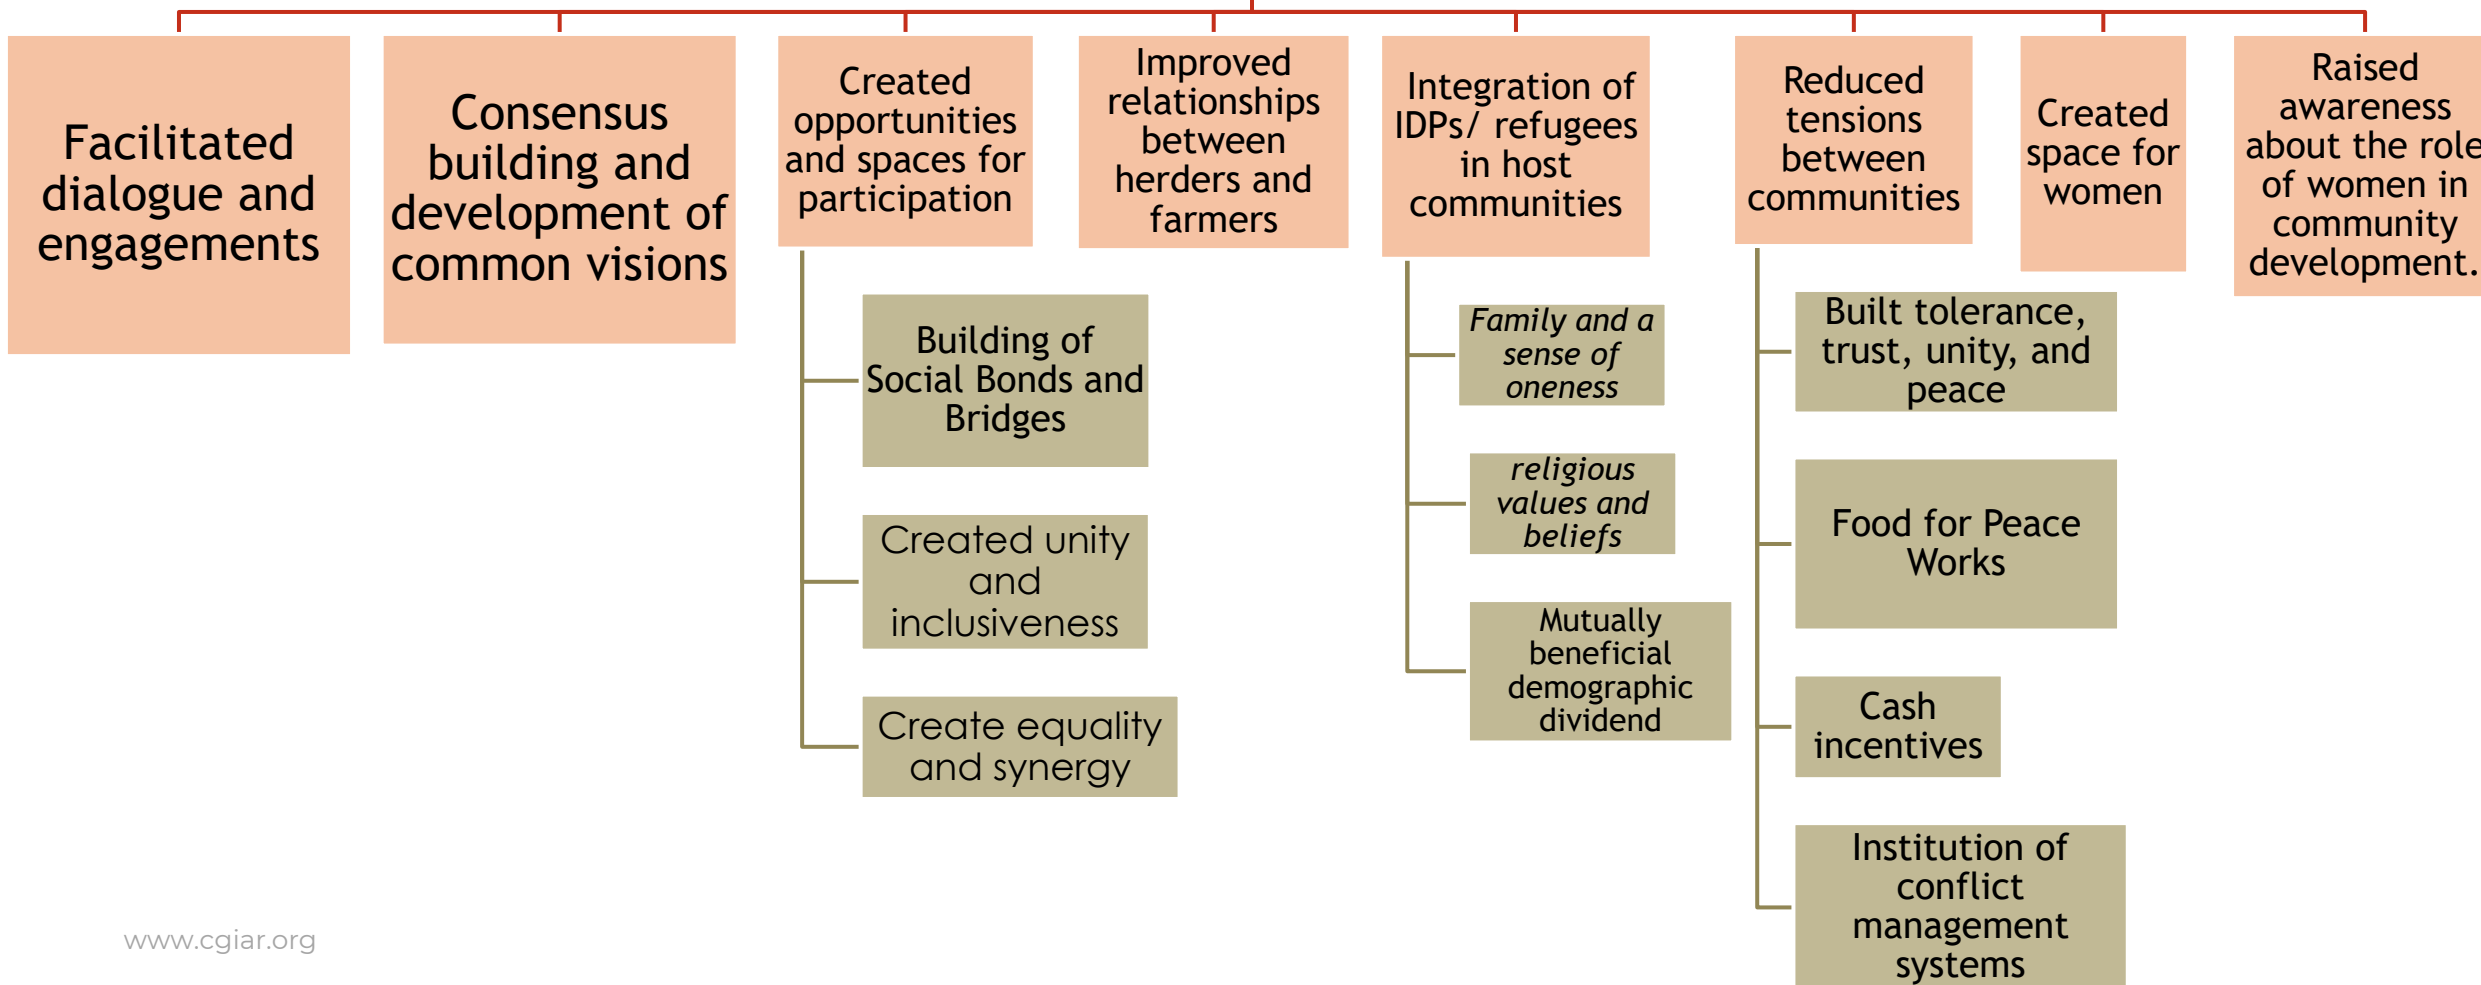 Facilitated
dialogue and
engagements
Consensus
building and
development of
common visions
Created
opportunities
and spaces for
participation
Building of
Social Bonds and
Bridges
Created unity
and
inclusiveness
Create equality
and synergy
Improved
relationships
between
herders and
farmers
Integration of
IDPs/ refugees
in host
communities
Family and a
sense of
oneness
religious
values and
beliefs
Mutually
beneficial
demographic
dividend
Reduced
tensions
between
communities
Built tolerance,
trust, unity, and
peace
Food for Peace
Works
Cash
incentives
Institution of
conflict
management
systems
Created
space for
women
Raised
awareness
about the role
of women in
community
development.
www.cgiar.org